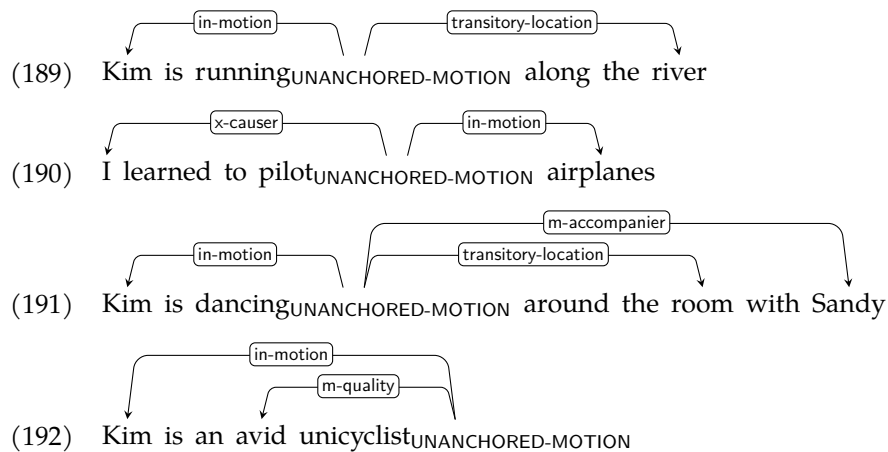 in-motion transitory-location
(189) Kim is runningUNANCHORED-MOTION along the river
x-causer in-motion
(190) I learned to pilotUNANCHORED-MOTION airplanes
m-accompanier
in-motion transitory-location
(191) Kim is dancingUNANCHORED-MOTION around the room with Sandy
in-motion
m-quality
(192) Kim is an avid unicyclistUNANCHORED-MOTION